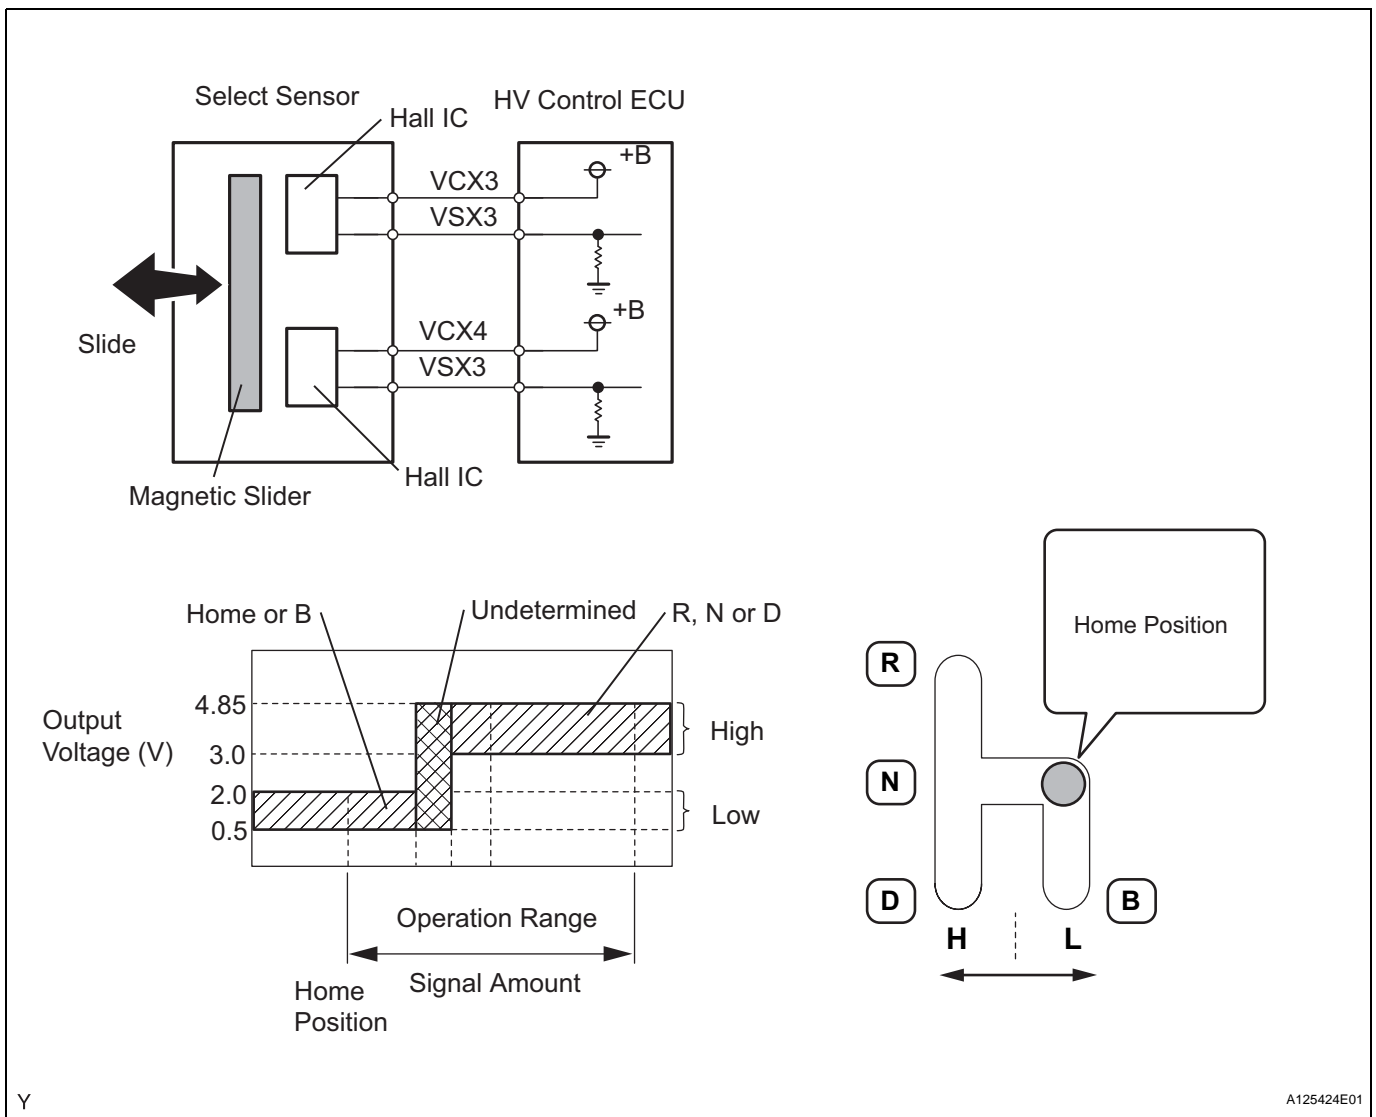 Select Sensor
HV Control ECU
Hall IC
+B
VCX3
VSX3
+B
VCX4
VSX3
Slide
Hall IC
Magnetic Slider
Home or B
Undetermined
R, N or D
Output
Voltage (V)
4.85
3.0
2.0
0.5
High
Low
Operation Range
Signal Amount
Home
Position
Home Position
R
N
D
B
H
L
Y
A125424E01